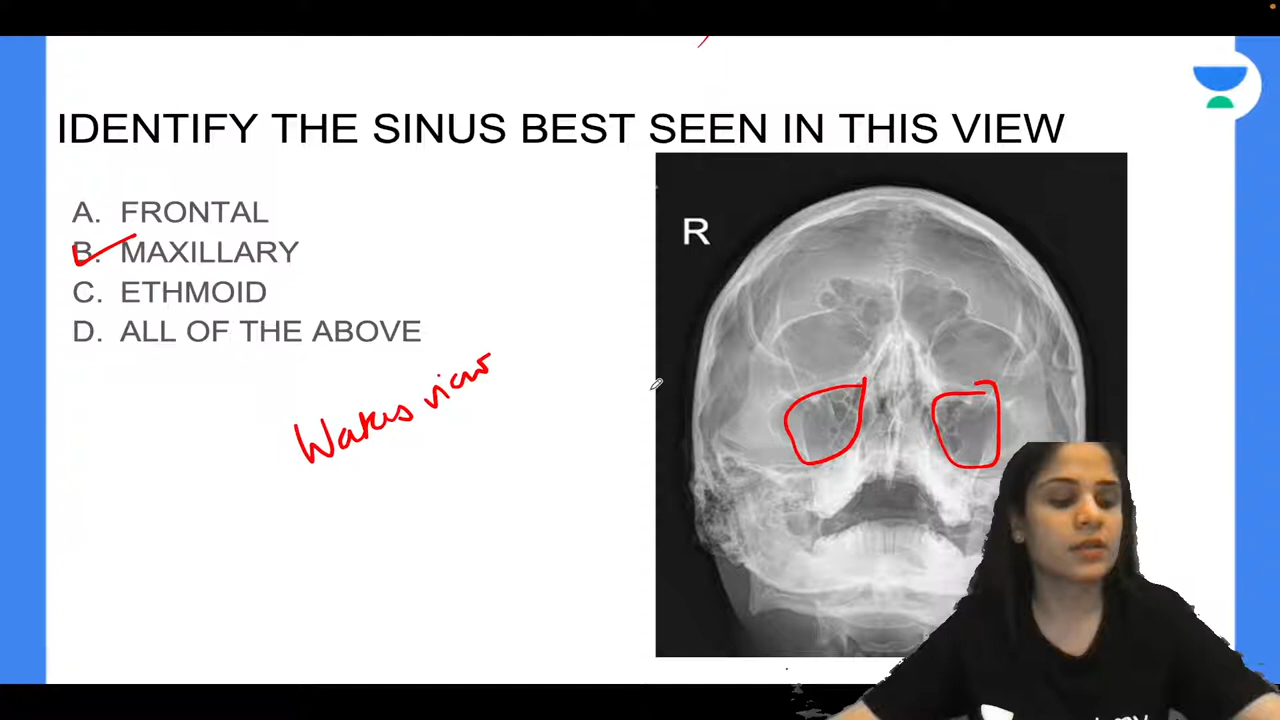 IDENTIFY THE SINUS BEST SEEN IN THIS VIEW
A. FRONTAL
B. MAXILLARY
C. ETHMOID
D. ALL OF THE ABOVE
Waters view
R